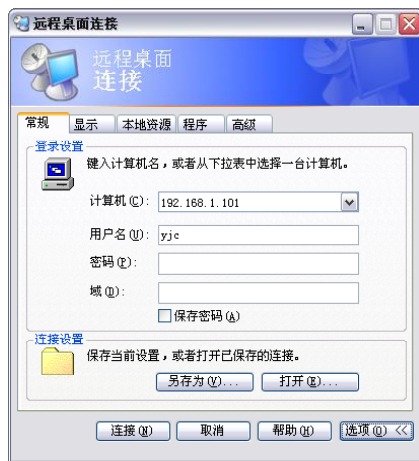 远程桌面连接
远程桌面
连接
常规 显示 本地资源 程序 高级
登录设置
键入计算机名，或者从下拉表中选择一台计算机。
计算机(C): 192.168.1.101
用户名(U): yjc
密码(P):
域(D):
保存密码(A)
连接设置
保存当前设置，或者打开已保存的连接。
另存为(V)... 打开(E)...
连接(N) 取消 帮助(H) 选项(O) <<